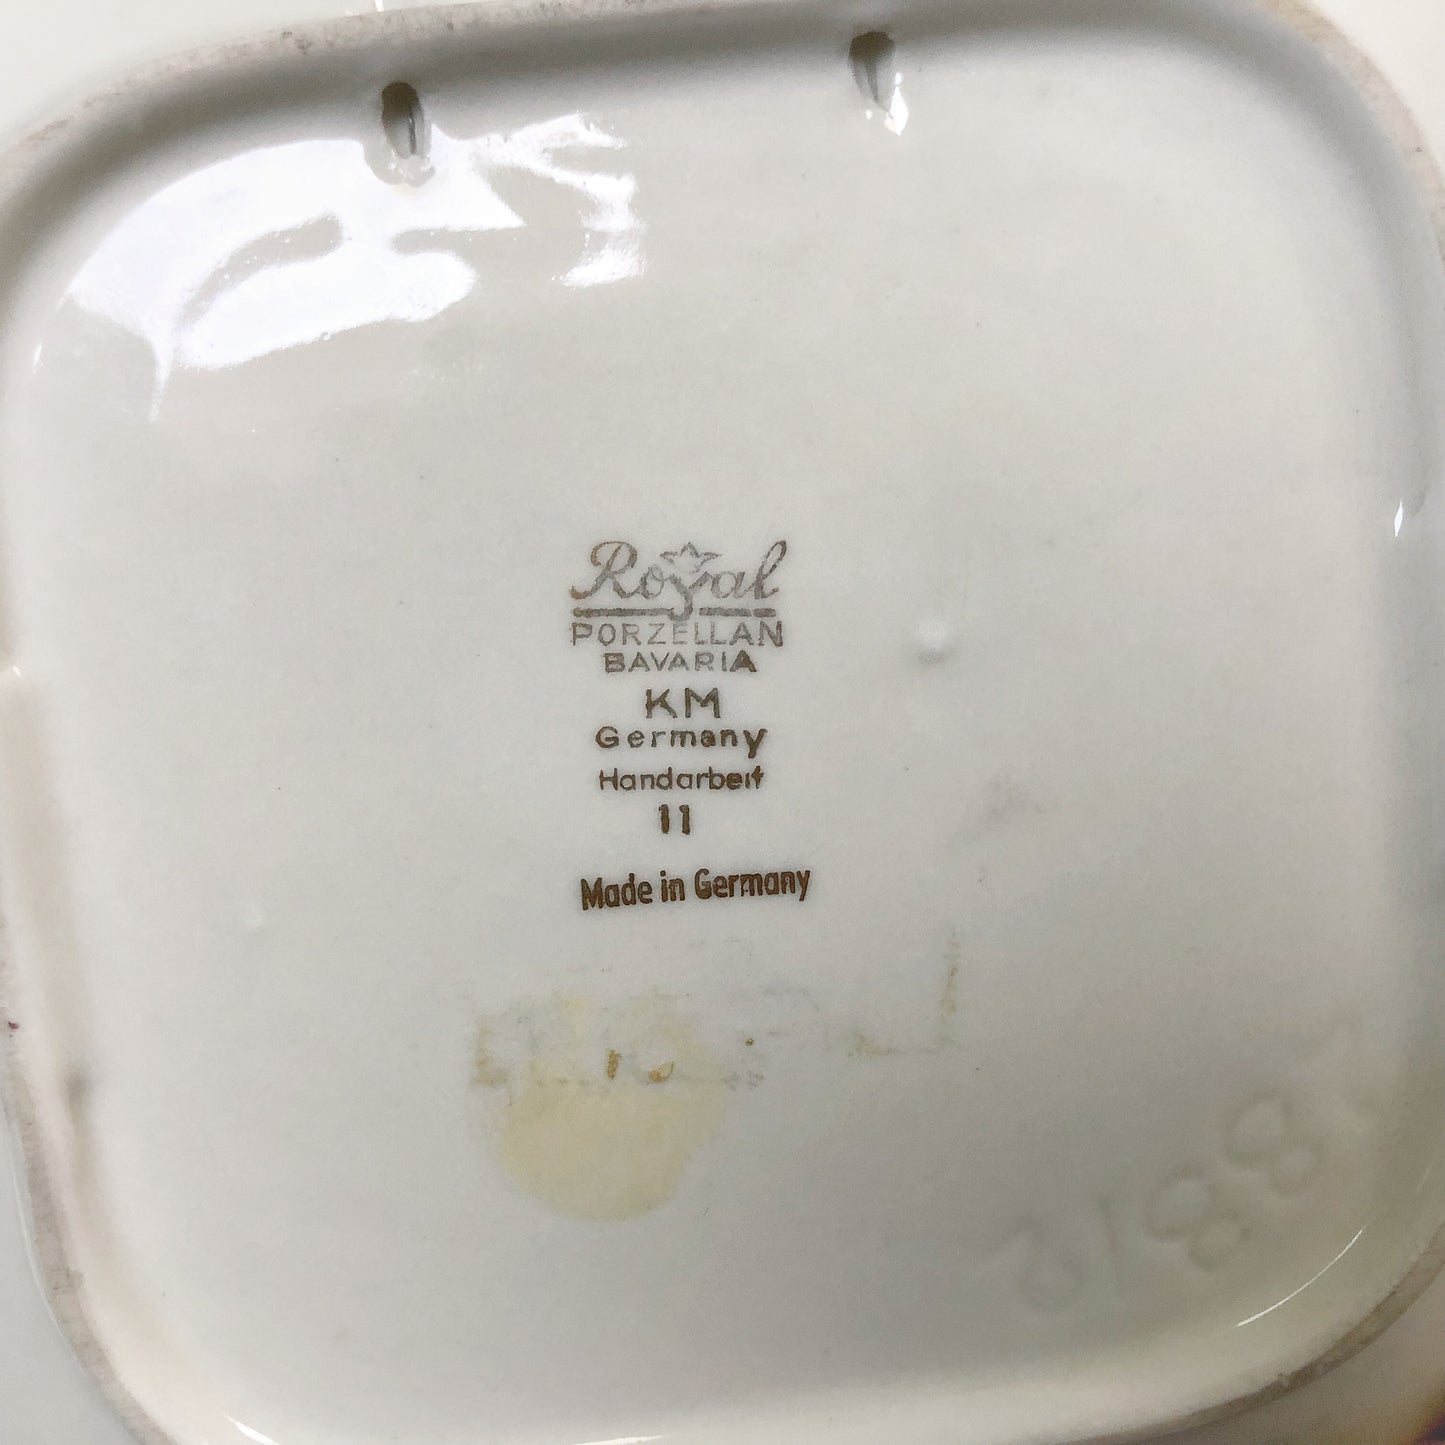 Royal
PORZELLAN
BAVARIA
KM
Germany
Handarbeit
11
Made in Germany